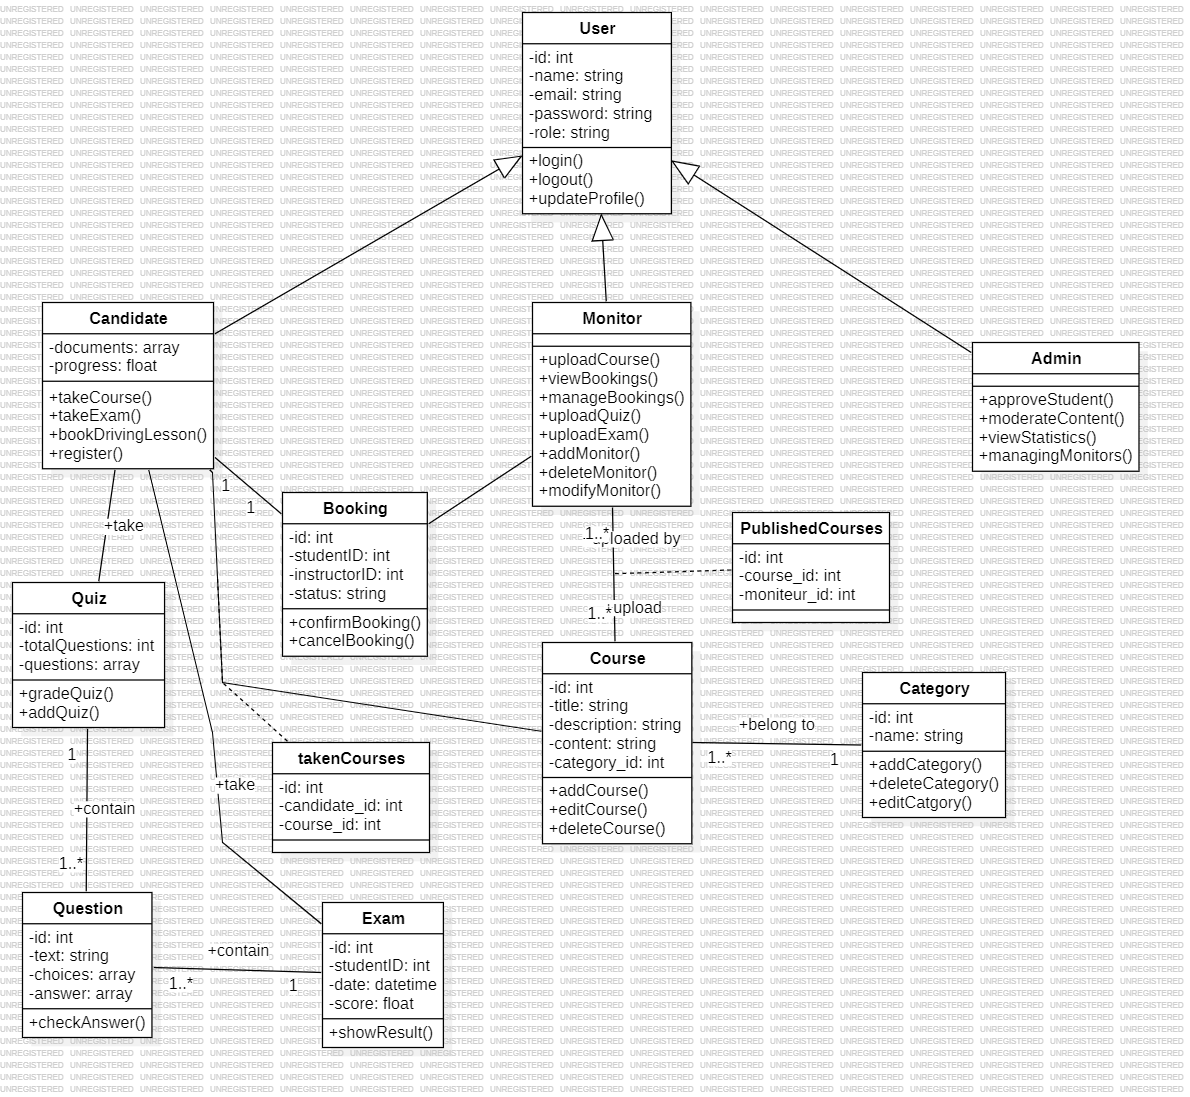 User
-id: int
-name: string
-email: string
-password: string
-role: string
+login()
+logout()
+updateProfile()
Candidate
-documents: array
-progress: float
+takeCourse()
+takeExam()
+bookDrivingLesson()
+register()
Monitor
+uploadCourse()
+viewBookings()
+manageBookings()
+uploadQuiz()
+uploadExam()
+addMonitor()
+deleteMonitor()
+modifyMonitor()
Admin
+approveStudent()
+moderateContent()
+viewStatistics()
+managingMonitors()
1
1
Booking
-id: int
-studentID: int
-instructorID: int
-status: string
+confirmBooking()
+cancelBooking()
+take
1..*
loaded by
1..*
+upload
PublishedCourses
-id: int
-course_id: int
-moniteur_id: int
Quiz
-id: int
-totalQuestions: int
-questions: array
+gradeQuiz()
+addQuiz()
1
+contain
1..*
takenCourses
-id: int
-candidate_id: int
-course_id: int
+take
Course
-id: int
-title: string
-description: string
-content: string
-category_id: int
+addCourse()
+editCourse()
+deleteCourse()
+belong to
1..*
1
Category
-id: int
-name: string
+addCategory()
+deleteCategory()
+editCatgory()
Question
-id: int
-text: string
-choices: array
-answer: array
+checkAnswer()
+contain
1..*
1
Exam
-id: int
-studentID: int
-date: datetime
-score: float
+showResult()
UNREGISTERED